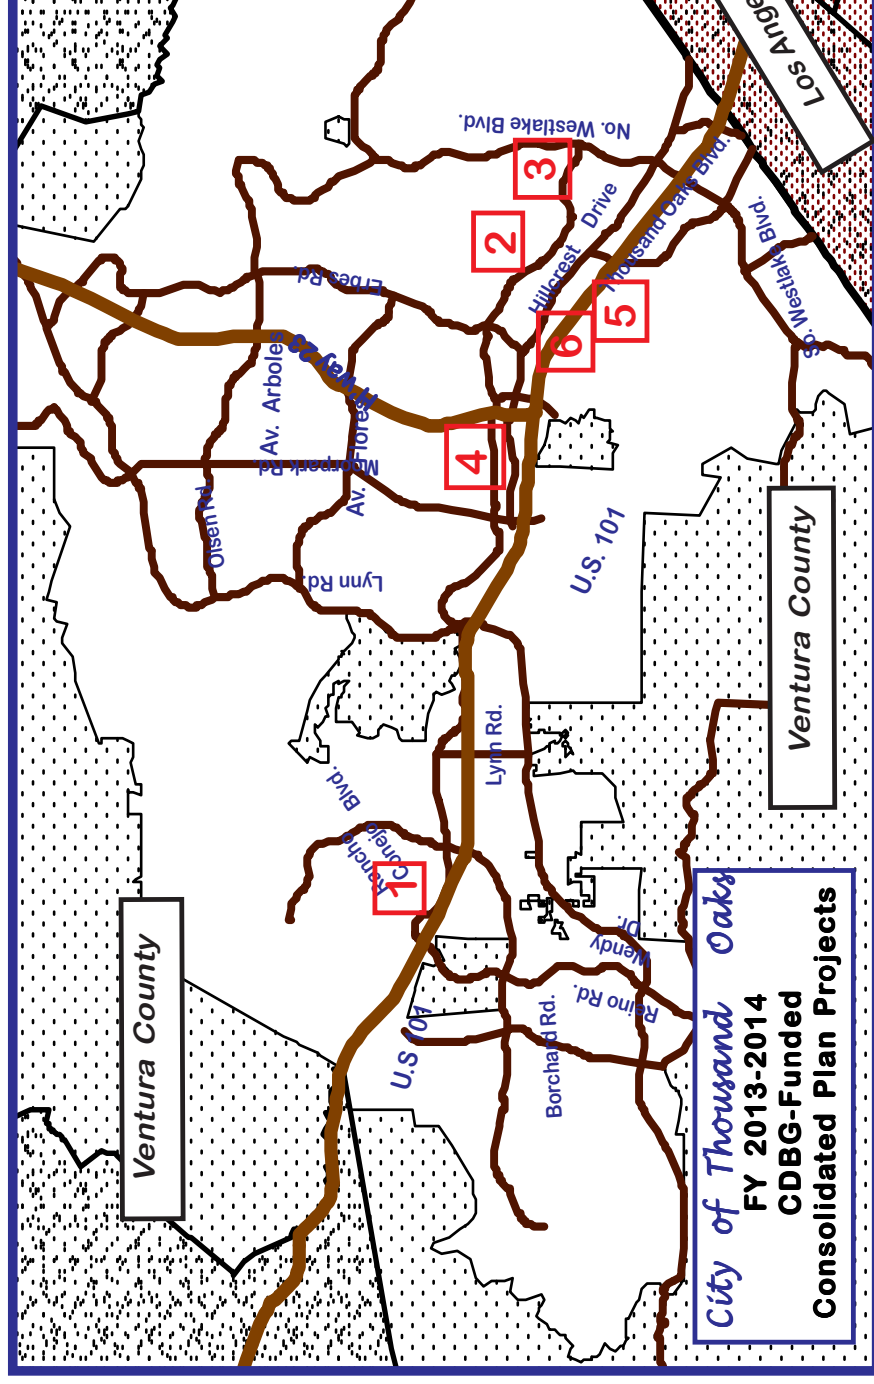 City of Thousand Oaks
FY 2013-2014
CDBG-Funded
Consolidated Plan Projects
Ventura County
Ventura County
Los Ange
U.S 101
U.S. 101
H'way 23
Rancho
Conejo
Blvd.
Borchard Rd.
Reino Rd.
Wendy
Dr.
Lynn Rd.
Lynn Rd.
Olsen Rd.
Moorpark Rd.
Av. Arboles
Av. Flores
Erbes Rd.
Hillcrest Drive
Thousand Oaks Blvd.
No. Westlake Blvd.
So. Westlake Blvd.
1
2
3
4
5
6